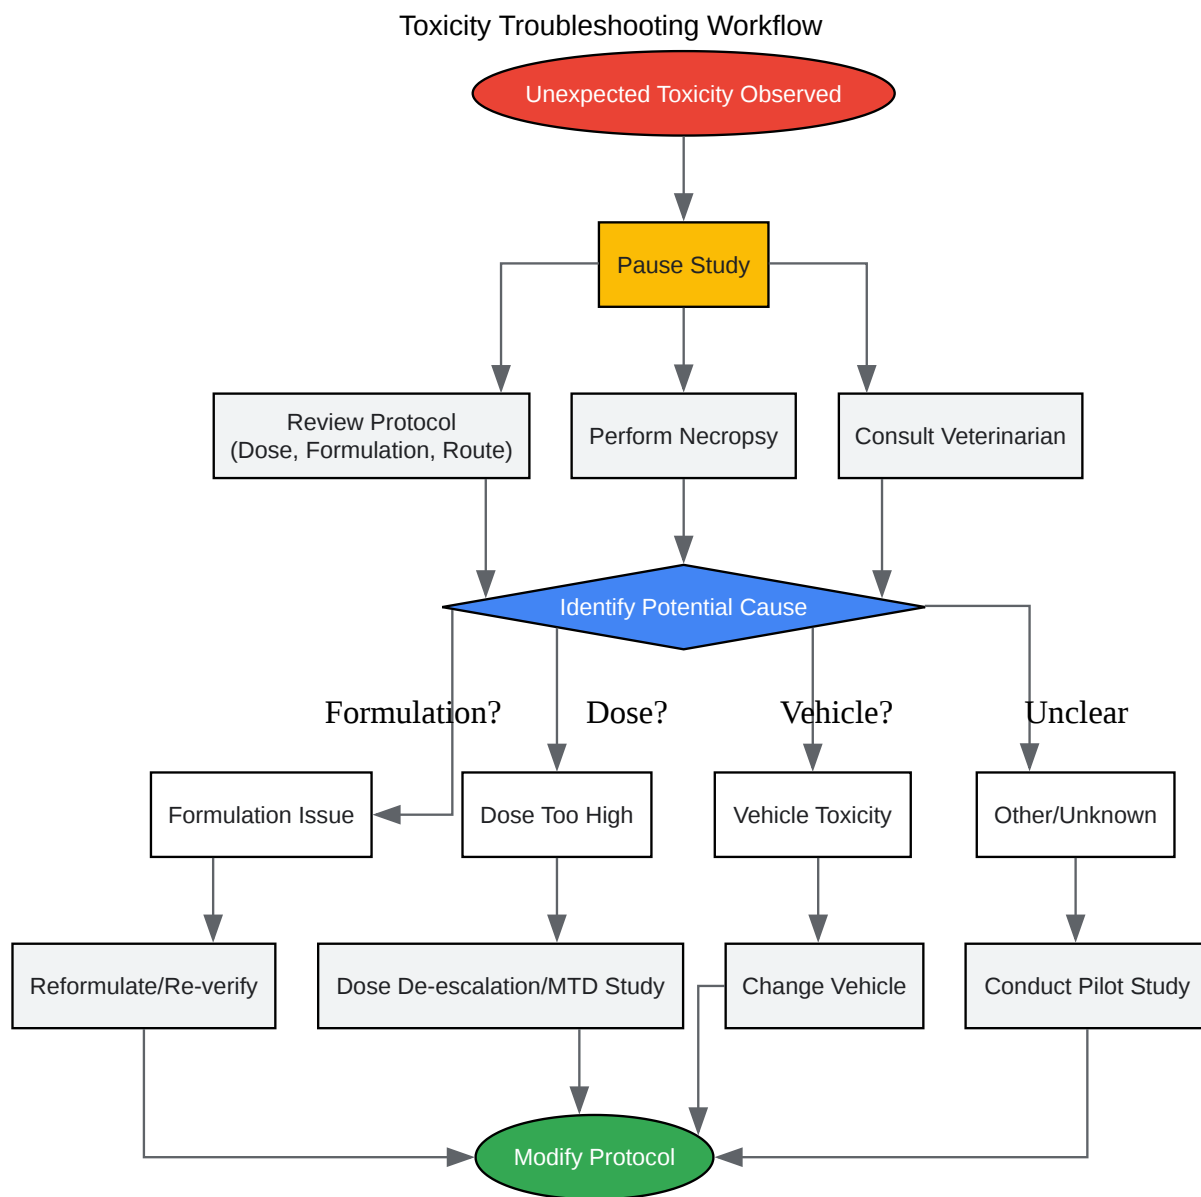 Toxicity Troubleshooting Workflow
Unexpected Toxicity Observed
Pause Study
Review Protocol
(Dose, Formulation, Route)
Perform Necropsy
Consult Veterinarian
Identify Potential Cause
Formulation?
Dose?
Vehicle?
Unclear
Formulation Issue
Dose Too High
Vehicle Toxicity
Other/Unknown
Reformulate/Re-verify
Dose De-escalation/MTD Study
Change Vehicle
Conduct Pilot Study
Modify Protocol